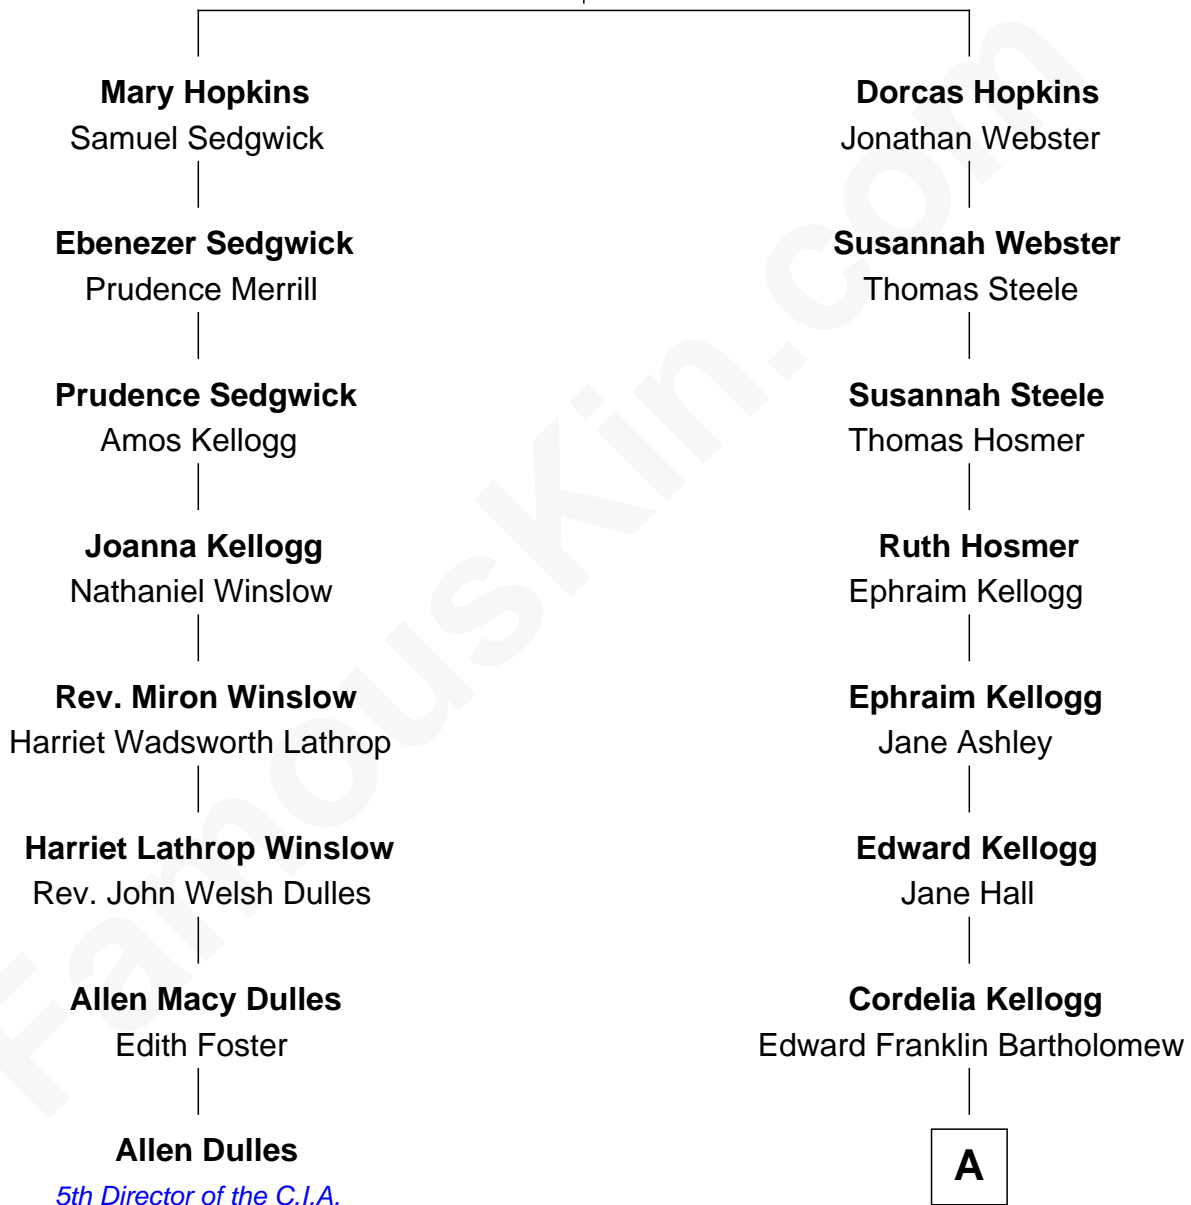 Mary Hopkins
Samuel Sedgwick
Ebenezer Sedgwick
Prudence Merrill
Prudence Sedgwick
Amos Kellogg
Joanna Kellogg
Nathaniel Winslow
Rev. Miron Winslow
Harriet Wadsworth Lathrop
Harriet Lathrop Winslow
Rev. John Welsh Dulles
Allen Macy Dulles
Edith Foster
Allen Dulles
5th Director of the C.I.A.
Dorcas Hopkins
Jonathan Webster
Susannah Webster
Thomas Steele
Susannah Steele
Thomas Hosmer
Ruth Hosmer
Ephraim Kellogg
Ephraim Kellogg
Jane Ashley
Edward Kellogg
Jane Hall
Cordelia Kellogg
Edward Franklin Bartholomew
A
FamousKin.com